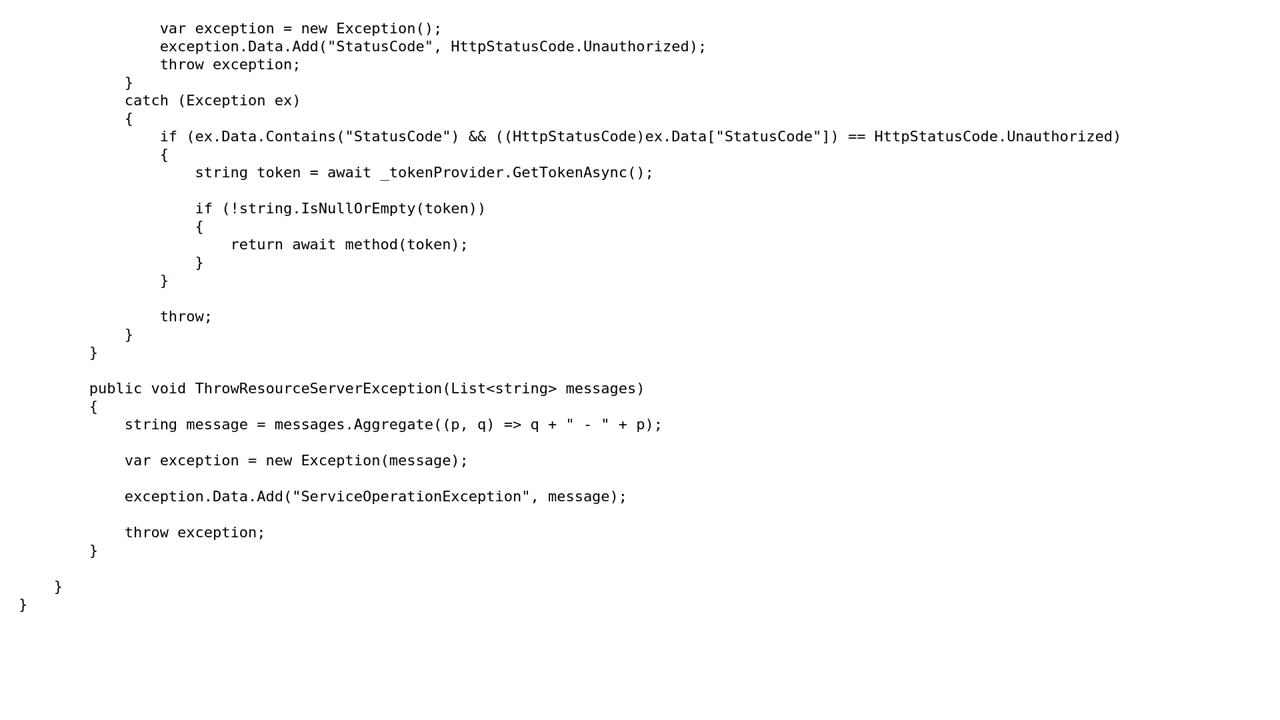 var exception = new Exception();
                exception.Data.Add("StatusCode", HttpStatusCode.Unauthorized);
                throw exception;
            }
            catch (Exception ex)
            {
                if (ex.Data.Contains("StatusCode") && ((HttpStatusCode)ex.Data["StatusCode"]) == HttpStatusCode.Unauthorized)
                {
                    string token = await _tokenProvider.GetTokenAsync();

                    if (!string.IsNullOrEmpty(token))
                    {
                        return await method(token);
                    }
                }

                throw;
            }
        }

        public void ThrowResourceServerException(List<string> messages)
        {
            string message = messages.Aggregate((p, q) => q + " - " + p);

            var exception = new Exception(message);

            exception.Data.Add("ServiceOperationException", message);

            throw exception;
        }

    }
}